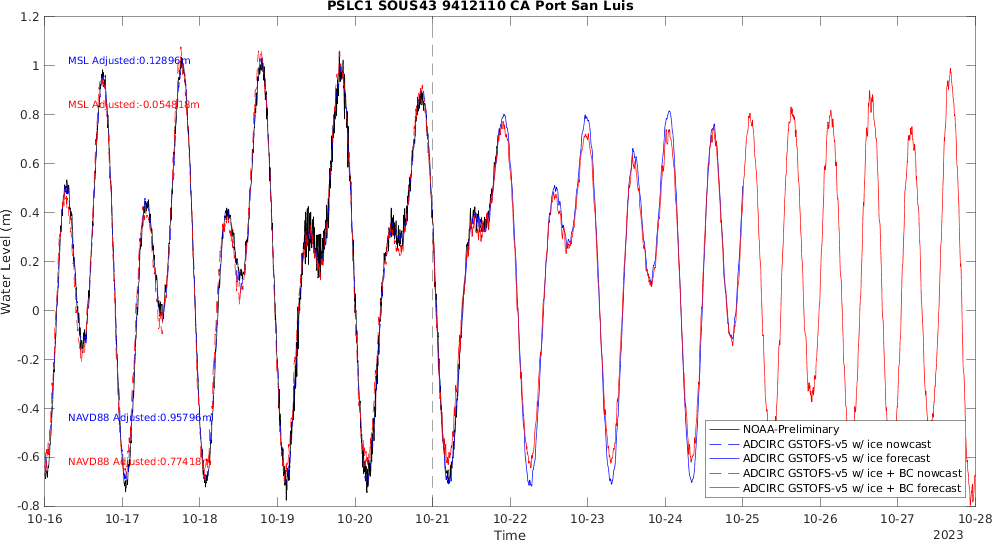 PSLC1 SOUS43 9412110 CA Port San Luis
1.2
1
0.8
0.6
0.4
0.2
0
-0.2
-0.4
-0.6
-0.8
Water Level (m)
MSL Adjusted:0.12896m
MSL Adjusted:-0.054818m
NAVD88 Adjusted:0.95796m
NAVD88 Adjusted:0.77418m
NOAA-Preliminary
ADCIRC GSTOFS-v5 w/ ice nowcast
ADCIRC GSTOFS-v5 w/ ice forecast
ADCIRC GSTOFS-v5 w/ice + BC nowcast
ADCIRC GSTOFS-v5 w/ice + BC forecast
10-16 10-17 10-18 10-19 10-20 10-21 10-22 10-23 10-24 10-25 10-26 10-27 10-28
Time
2023